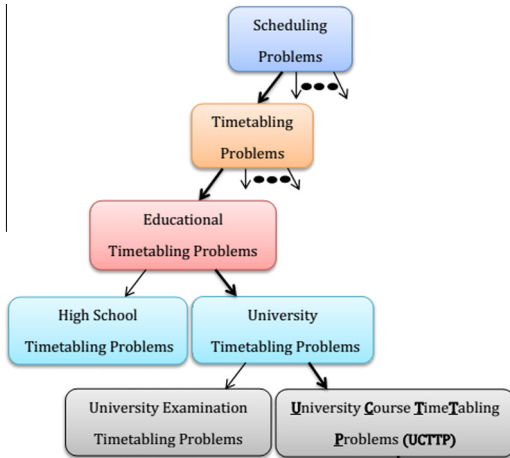 Scheduling
Problems
Timetabling
Problems
Educational
Timetabling Problems
High School
Timetabling Problems
University
Timetabling Problems
University Examination
Timetabling Problems
University Course TimeTabling
Problems (UCTTP)